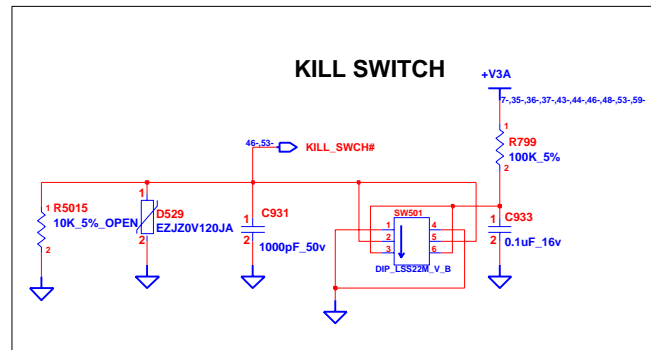 KILL SWITCH
+V3A
7-,35-,36-,37-,43-,44-,46-,48-,53-,59-
1
R799
100K_5%
2
46-,53-
KILL_SWCH#
1
R5015
10K_5%_OPEN
2
1
D529
EZJZ0V120JA
2
1
C931
1000pF_50v
2
SW501
1
2
3
4
5
6
DIP_LSS22M_V_B
1
C933
0.1uF_16v
2